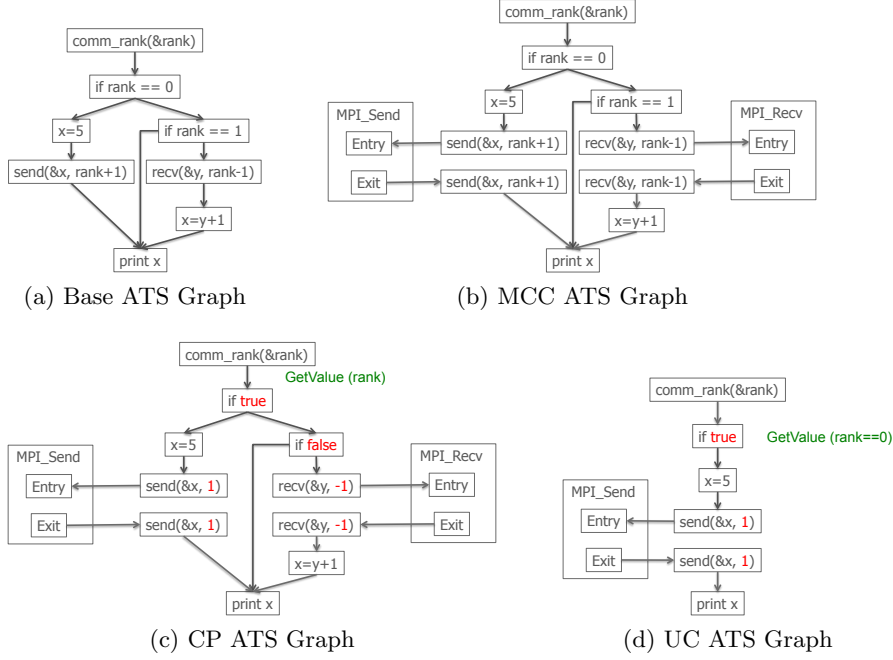 comm_rank(&rank)
if rank == 0
x=5
if rank == 1
send(&x, rank+1)
recv(&y, rank-1)
x=y+1
print x
(a) Base ATS Graph
comm_rank(&rank)
if rank == 0
x=5
if rank == 1
MPI_Send
MPI_Recv
Entry
send(&x, rank+1)
recv(&y, rank-1)
Entry
Exit
send(&x, rank+1)
recv(&y, rank-1)
Exit
x=y+1
print x
(b) MCC ATS Graph
comm_rank(&rank)
GetValue (rank)
if true
x=5
if false
MPI_Send
MPI_Recv
Entry
send(&x, 1)
recv(&y, -1)
Entry
Exit
send(&x, 1)
recv(&y, -1)
Exit
x=y+1
print x
(c) CP ATS Graph
comm_rank(&rank)
if true
GetValue (rank==0)
x=5
MPI_Send
Entry
send(&x, 1)
Exit
send(&x, 1)
print x
(d) UC ATS Graph